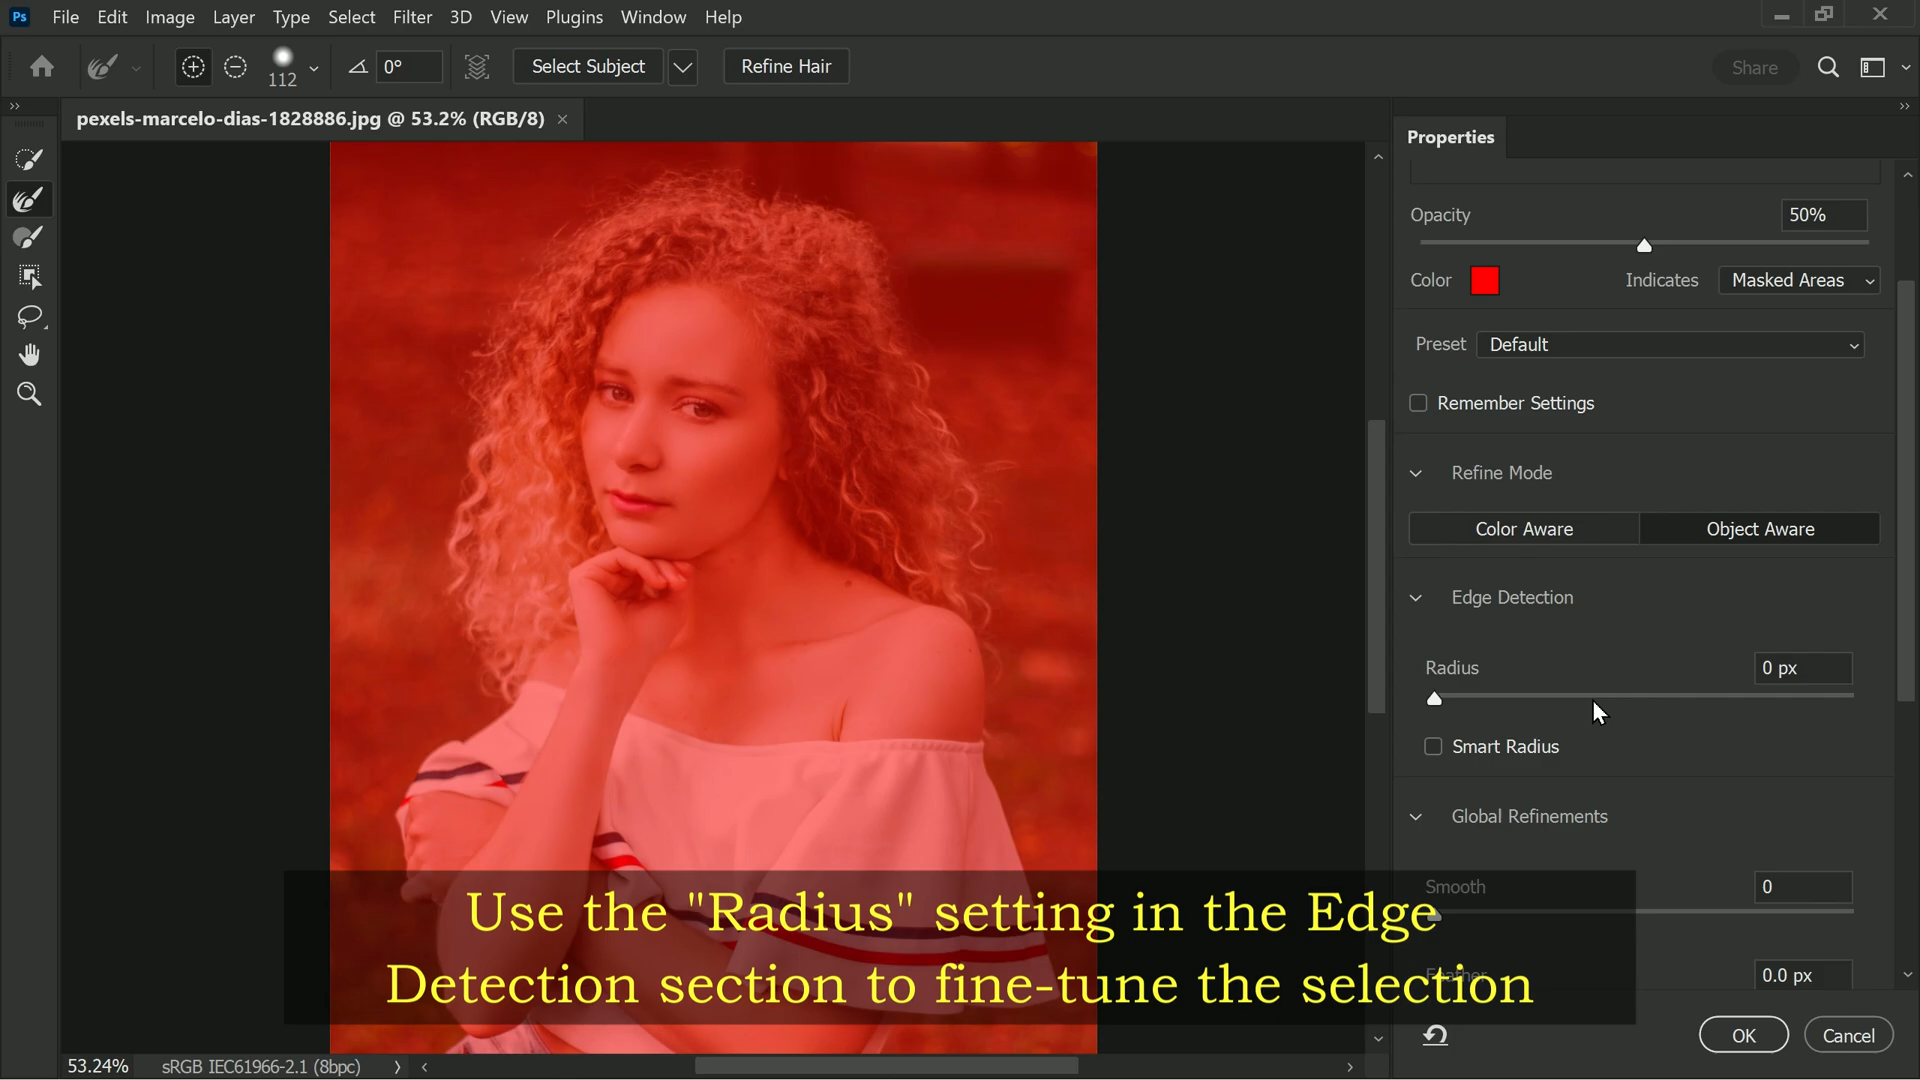 Ps File Edit Image Layer Type Select Filter 3D View Plugins Window Help
112 0° Select Subject Refine Hair Share
pexels-marcelo-dias-1828886.jpg @ 53.2% (RGB/8)
Properties
Opacity 50%
Color Indicates Masked Areas
Preset Default
Remember Settings
Refine Mode
Color Aware Object Aware
Edge Detection
Radius 0 px
Smart Radius
Global Refinements
Smooth 0
Feather 0.0 px
Use the "Radius" setting in the Edge
Detection section to fine-tune the selection
OK Cancel
53.24% sRGB IEC61966-2.1 (8bpc)